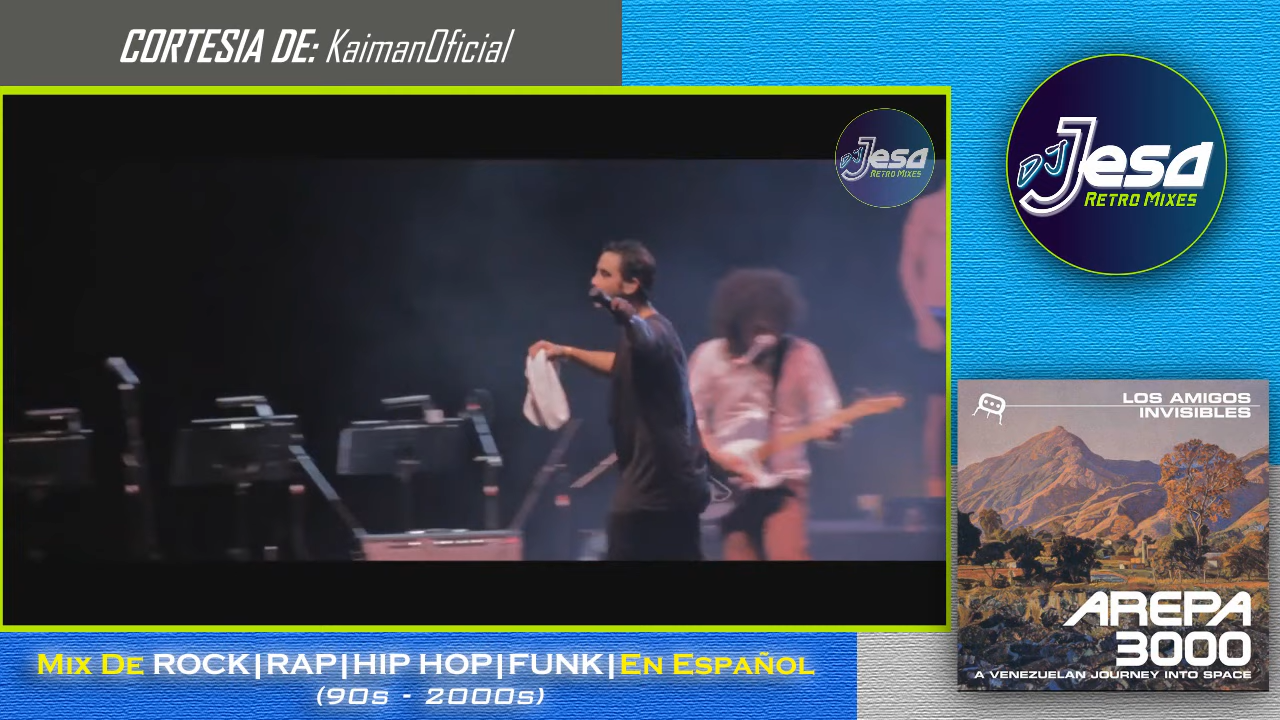 CORTESIA DE: KaimanOficial
DJ Jesa
RETRO MIXES
DJ Jesa
RETRO MIXES
LOS AMIGOS
INVISIBLES
AREPA
3000
A VENEZUELAN JOURNEY INTO SPACE
MIX DE ROCK|RAP|HIP HOP|FUNK|EN ESPAÑOL
(90s - 2000s)